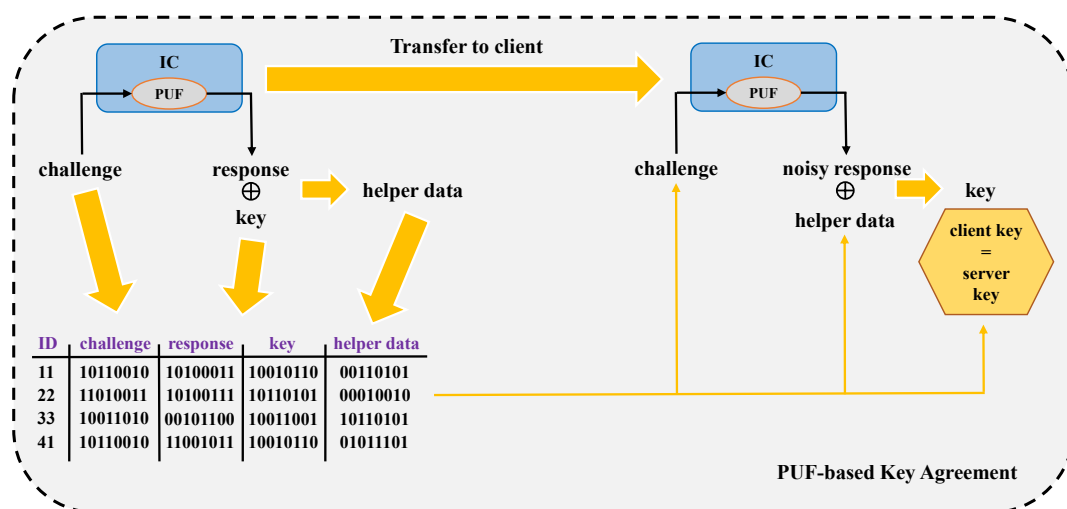 Transfer to client
IC
PUF
challenge
response
⊕
key
helper data
IC
PUF
challenge
noisy response
⊕
helper data
key
client key
=
server
key
ID challenge response key helper data
11 10110010 10100011 10010110 00110101
22 11010011 10100111 10110101 00010010
33 10011010 00101100 10011001 10110101
41 10110010 11001011 10010110 01011101
PUF-based Key Agreement